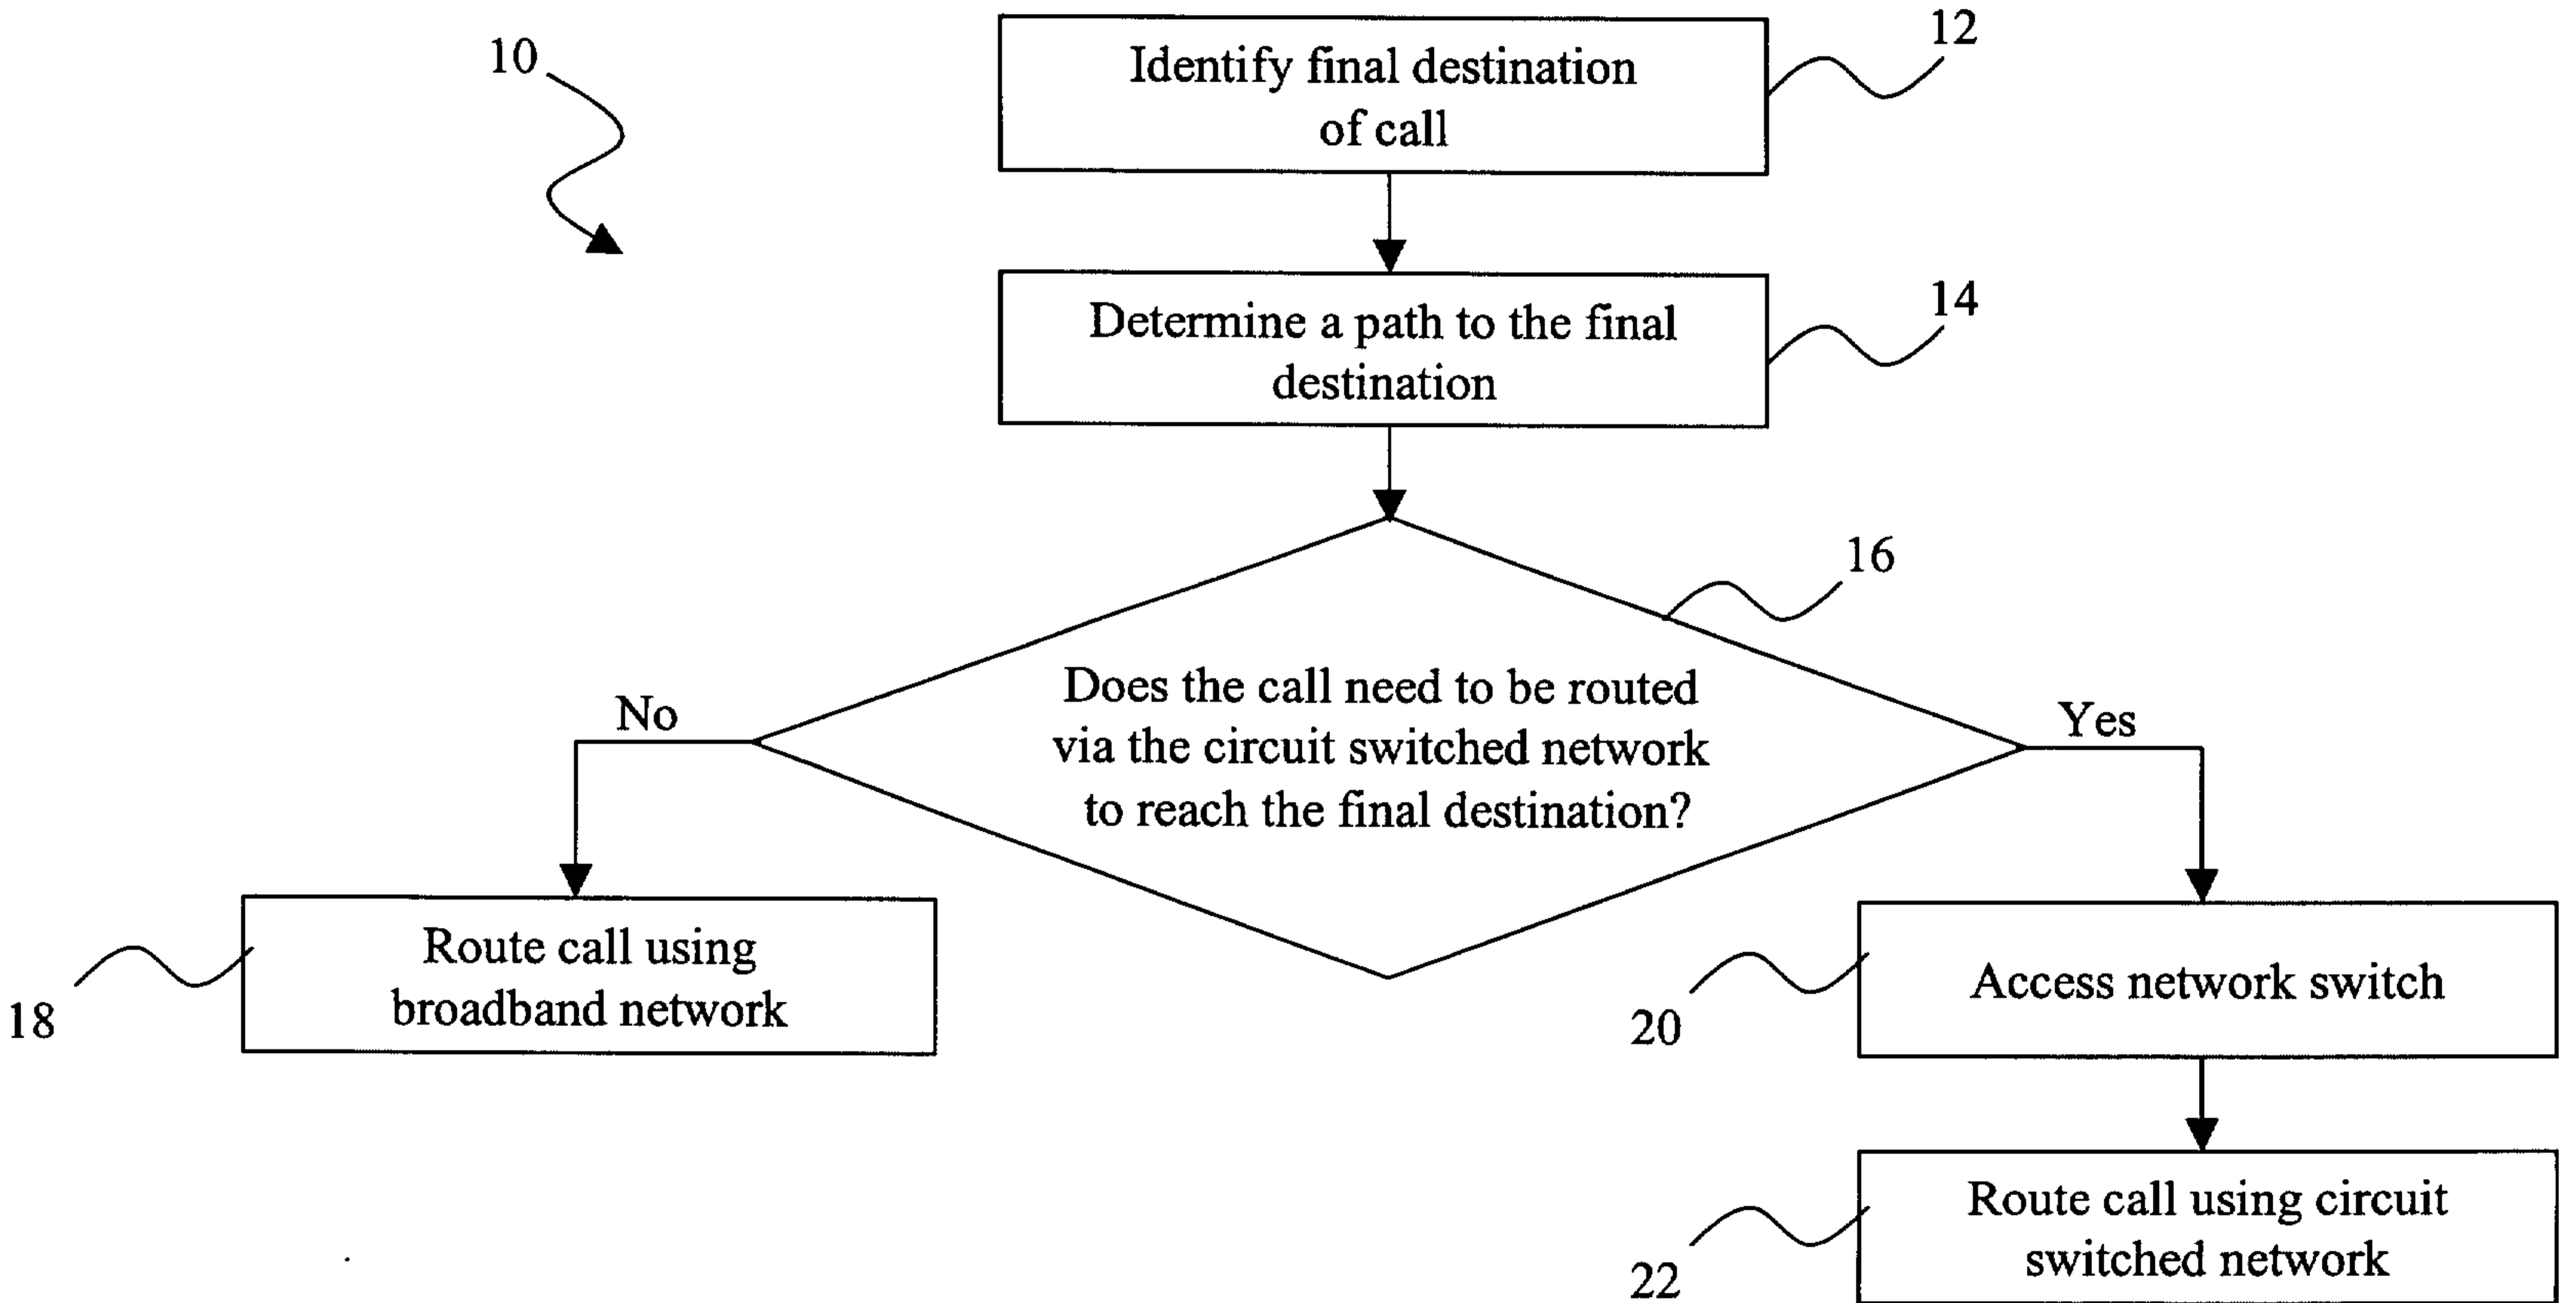 10
Identify final destination
of call
12
Determine a path to the final
destination
14
16
Does the call need to be routed
via the circuit switched network
to reach the final destination?
No
Yes
Route call using
broadband network
18
Access network switch
20
Route call using circuit
switched network
22